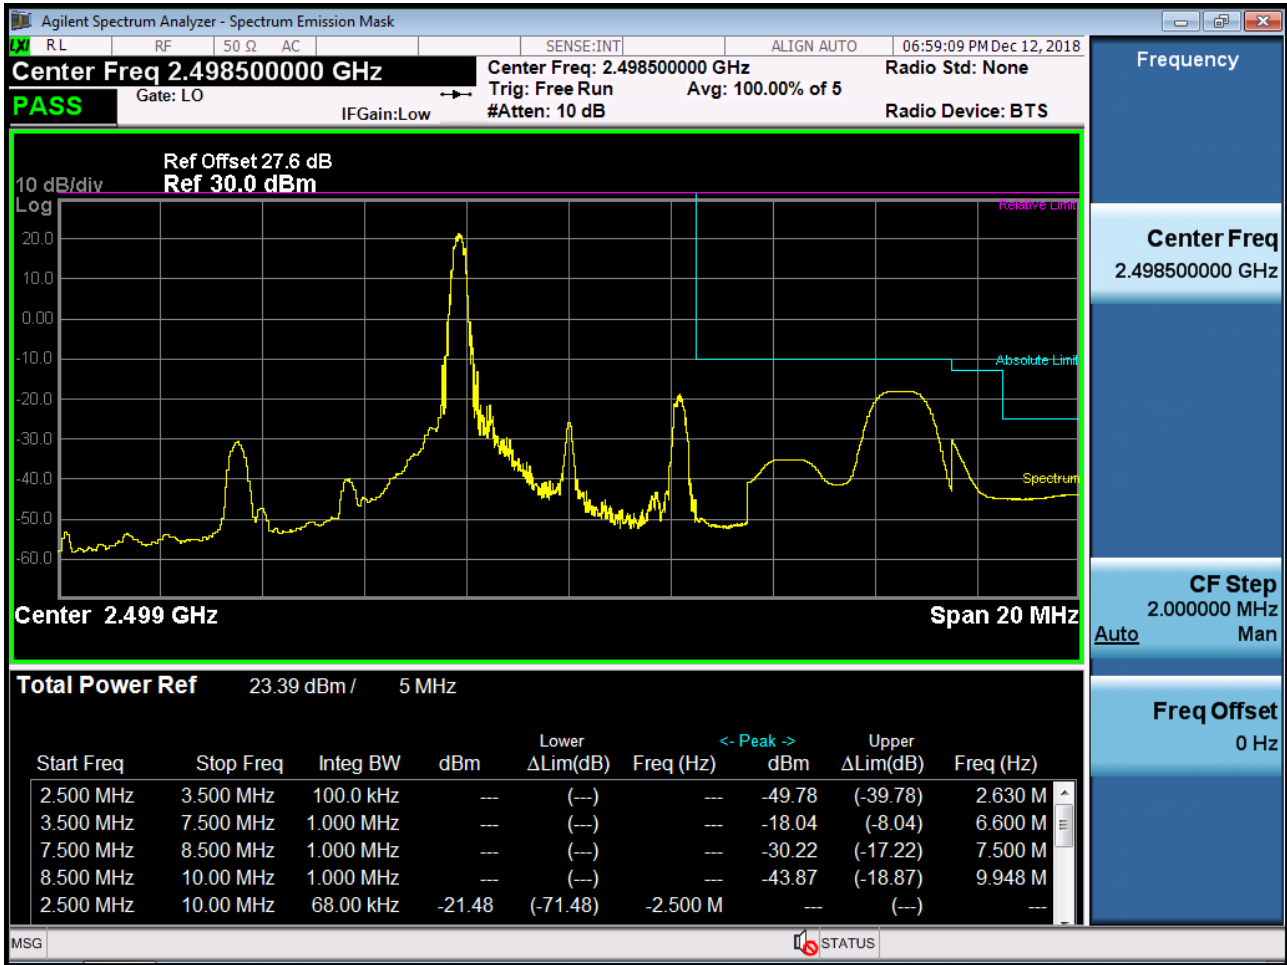 Agilent Spectrum Analyzer - Spectrum Emission Mask
LXI RL RF 50 Ω AC SENSE:INT ALIGN AUTO 06:59:09 PM Dec 12, 2018
Center Freq 2.498500000 GHz
PASS
Gate: LO
IFGain:Low
Center Freq: 2.498500000 GHz
Trig: Free Run Avg: 100.00% of 5
#Atten: 10 dB
Radio Std: None
Radio Device: BTS
Ref Offset 27.6 dB
10 dB/div Ref 30.0 dBm
Log
Relative Limit
20.0
10.0
0.00
-10.0
Absolute Limit
-20.0
-30.0
-40.0
Spectrum
-50.0
-60.0
Center 2.499 GHz Span 20 MHz
Total Power Ref 23.39 dBm / 5 MHz
Lower <- Peak -> Upper
Start Freq Stop Freq Integ BW dBm ΔLim(dB) Freq (Hz) dBm ΔLim(dB) Freq (Hz)
2.500 MHz 3.500 MHz 100.0 kHz --- (---) --- -49.78 (-39.78) 2.630 M
3.500 MHz 7.500 MHz 1.000 MHz --- (---) --- -18.04 (-8.04) 6.600 M
7.500 MHz 8.500 MHz 1.000 MHz --- (---) --- -30.22 (-17.22) 7.500 M
8.500 MHz 10.00 MHz 1.000 MHz --- (---) --- -43.87 (-18.87) 9.948 M
2.500 MHz 10.00 MHz 68.00 kHz -21.48 (-71.48) -2.500 M --- (---) ---
MSG STATUS
Frequency
Center Freq
2.498500000 GHz
CF Step
2.000000 MHz
Auto Man
Freq Offset
0 Hz